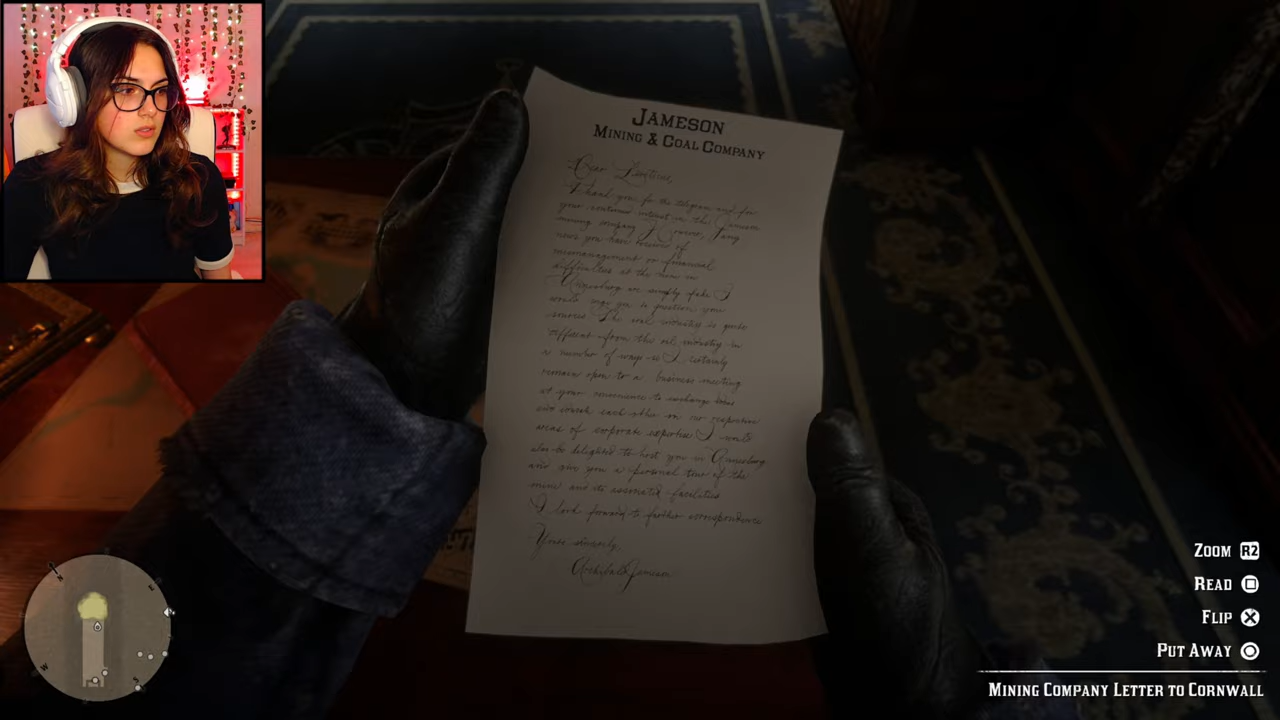 JAMESON
MINING & COAL COMPANY
Dear Leviticus,
Thank you for the telegram and for
your continued interest in the Jameson
mining company. Of course, Jany
news you have receive of
mismanagement or financial
difficulties at the mine in
Annesburg are simply fake I
would urge you to question you
sources. The coal industry is quite
different from the oil industry in
a number of ways so I certainly
remain open to a business meeting
at your convenience to exchange ideas
and each other on our respective
areas of corporate expertise I would
also be delighted to host you in Annesburg
and give you a personal tour of the
mine and its associated facilities
I look forward to further correspondence
Yours sincerely,
Archibald Jameson
ZOOM R2
READ
FLIP
PUT AWAY
MINING COMPANY LETTER TO CORNWALL
W